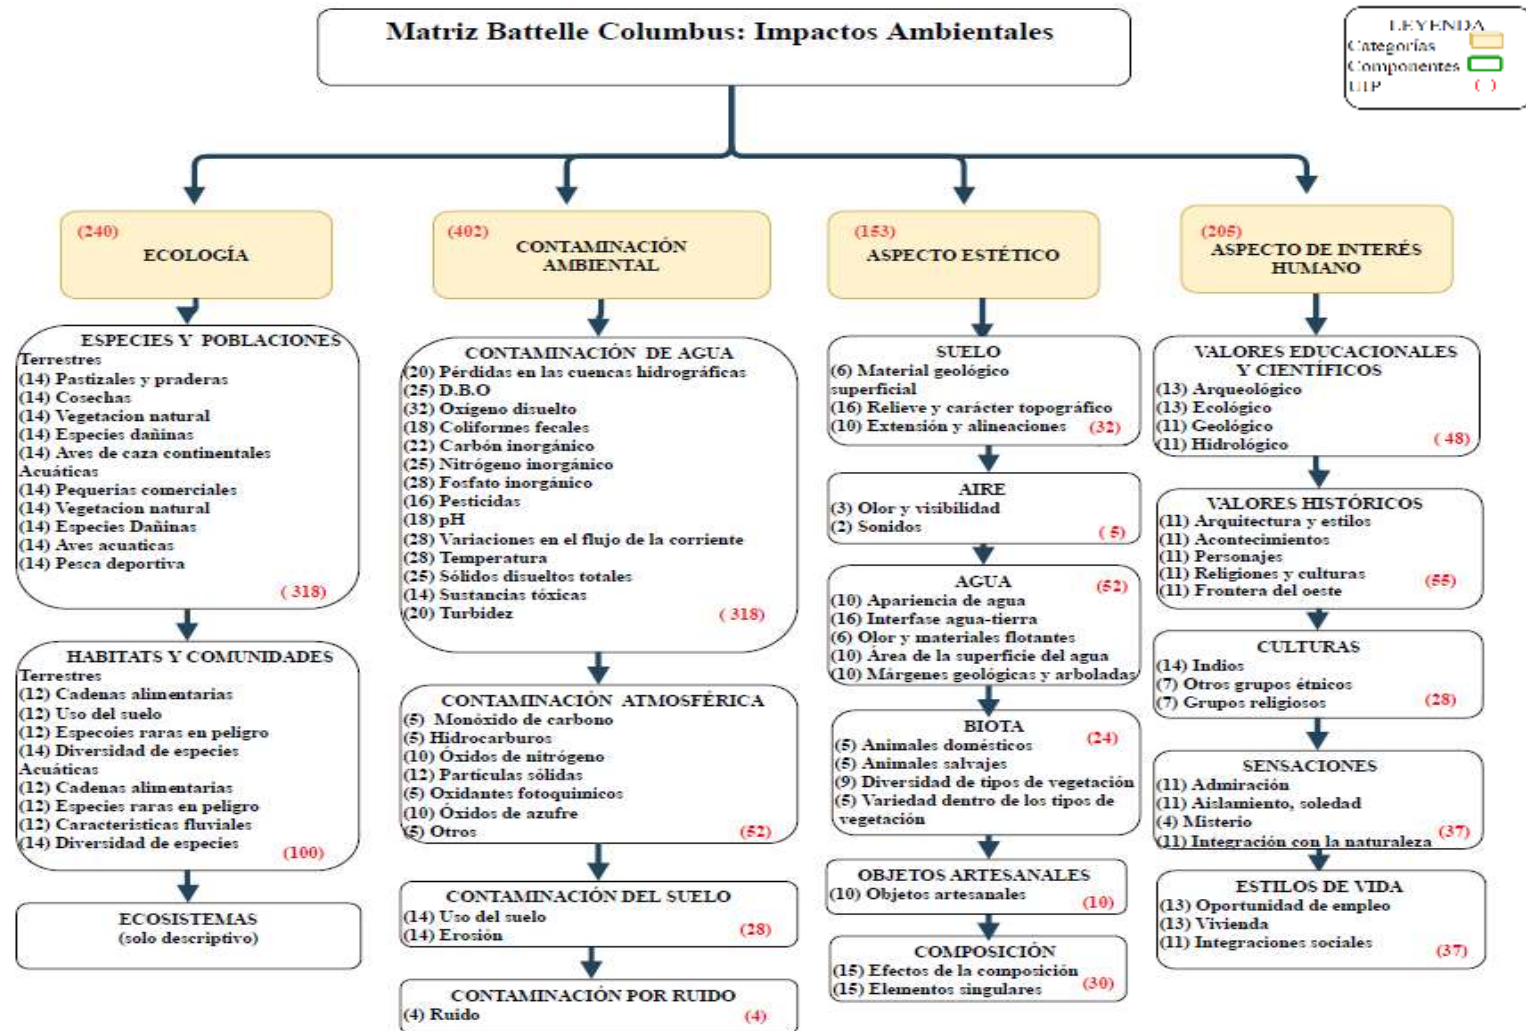 Matriz Battelle Columbus: Impactos Ambientales
LEYENDA
Categorías
Componentes
UIP ( )
(240)
ECOLOGÍA
ESPECIES Y POBLACIONES
Terrestres
(14) Pastizales y praderas
(14) Cosechas
(14) Vegetacion natural
(14) Especies dañinas
(14) Aves de caza continentales
Acuáticas
(14) Pequerías comerciales
(14) Vegetacion natural
(14) Especies Dañinas
(14) Aves acuaticas
(14) Pesca deportiva
( 318)
HABITATS Y COMUNIDADES
Terrestres
(12) Cadenas alimentarias
(12) Uso del suelo
(12) Especoies raras en peligro
(14) Diversidad de especies
Acuáticas
(12) Cadenas alimentarias
(12) Especies raras en peligro
(12) Caracteristicas fluviales
(14) Diversidad de especies
(100)
ECOSISTEMAS
(solo descriptivo)
(402)
CONTAMINACIÓN
AMBIENTAL
CONTAMINACIÓN DE AGUA
(20) Pérdidas en las cuencas hidrográficas
(25) D.B.O
(32) Oxígeno disuelto
(18) Coliformes fecales
(22) Carbón inorgánico
(25) Nitrógeno inorgánico
(28) Fosfato inorgánico
(16) Pesticidas
(18) pH
(28) Variaciones en el flujo de la corriente
(28) Temperatura
(25) Sólidos disueltos totales
(14) Sustancias tóxicas
(20) Turbidez ( 318)
CONTAMINACIÓN ATMOSFÉRICA
(5) Monóxido de carbono
(5) Hidrocarburos
(10) Óxidos de nitrógeno
(12) Partículas sólidas
(5) Oxidantes fotoquimicos
(10) Óxidos de azufre
(5) Otros (52)
CONTAMINACIÓN DEL SUELO
(14) Uso del suelo
(14) Erosión (28)
CONTAMINACIÓN POR RUIDO
(4) Ruido (4)
(153)
ASPECTO ESTÉTICO
SUELO
(6) Material geológico
superficial
(16) Relieve y carácter topográfico
(10) Extensión y alineaciones (32)
AIRE
(3) Olor y visibilidad
(2) Sonidos ( 5)
AGUA (52)
(10) Apariencia de agua
(16) Interfase agua-tierra
(6) Olor y materiales flotantes
(10) Área de la superficie del agua
(10) Márgenes geológicas y arboladas
BIOTA (24)
(5) Animales domésticos
(5) Animales salvajes
(9) Diversidad de tipos de vegetación
(5) Variedad dentro de los tipos de
vegetación
OBJETOS ARTESANALES
(10) Objetos artesanales (10)
COMPOSICIÓN
(15) Efectos de la composición
(15) Elementos singulares (30)
(205)
ASPECTO DE INTERÉS
HUMANO
VALORES EDUCACIONALES
Y CIENTÍFICOS
(13) Arqueológico
(13) Ecológico
(11) Geológico
(11) Hidrológico ( 48)
VALORES HISTÓRICOS
(11) Arquitectura y estilos
(11) Acontecimientos
(11) Personajes
(11) Religiones y culturas (55)
(11) Frontera del oeste
CULTURAS
(14) Indios
(7) Otros grupos étnicos
(7) Grupos religiosos (28)
SENSACIONES
(11) Admiración
(11) Aislamiento, soledad
(4) Misterio (37)
(11) Integración con la naturaleza
ESTILOS DE VIDA
(13) Oportunidad de empleo
(13) Vivienda
(11) Integraciones sociales (37)